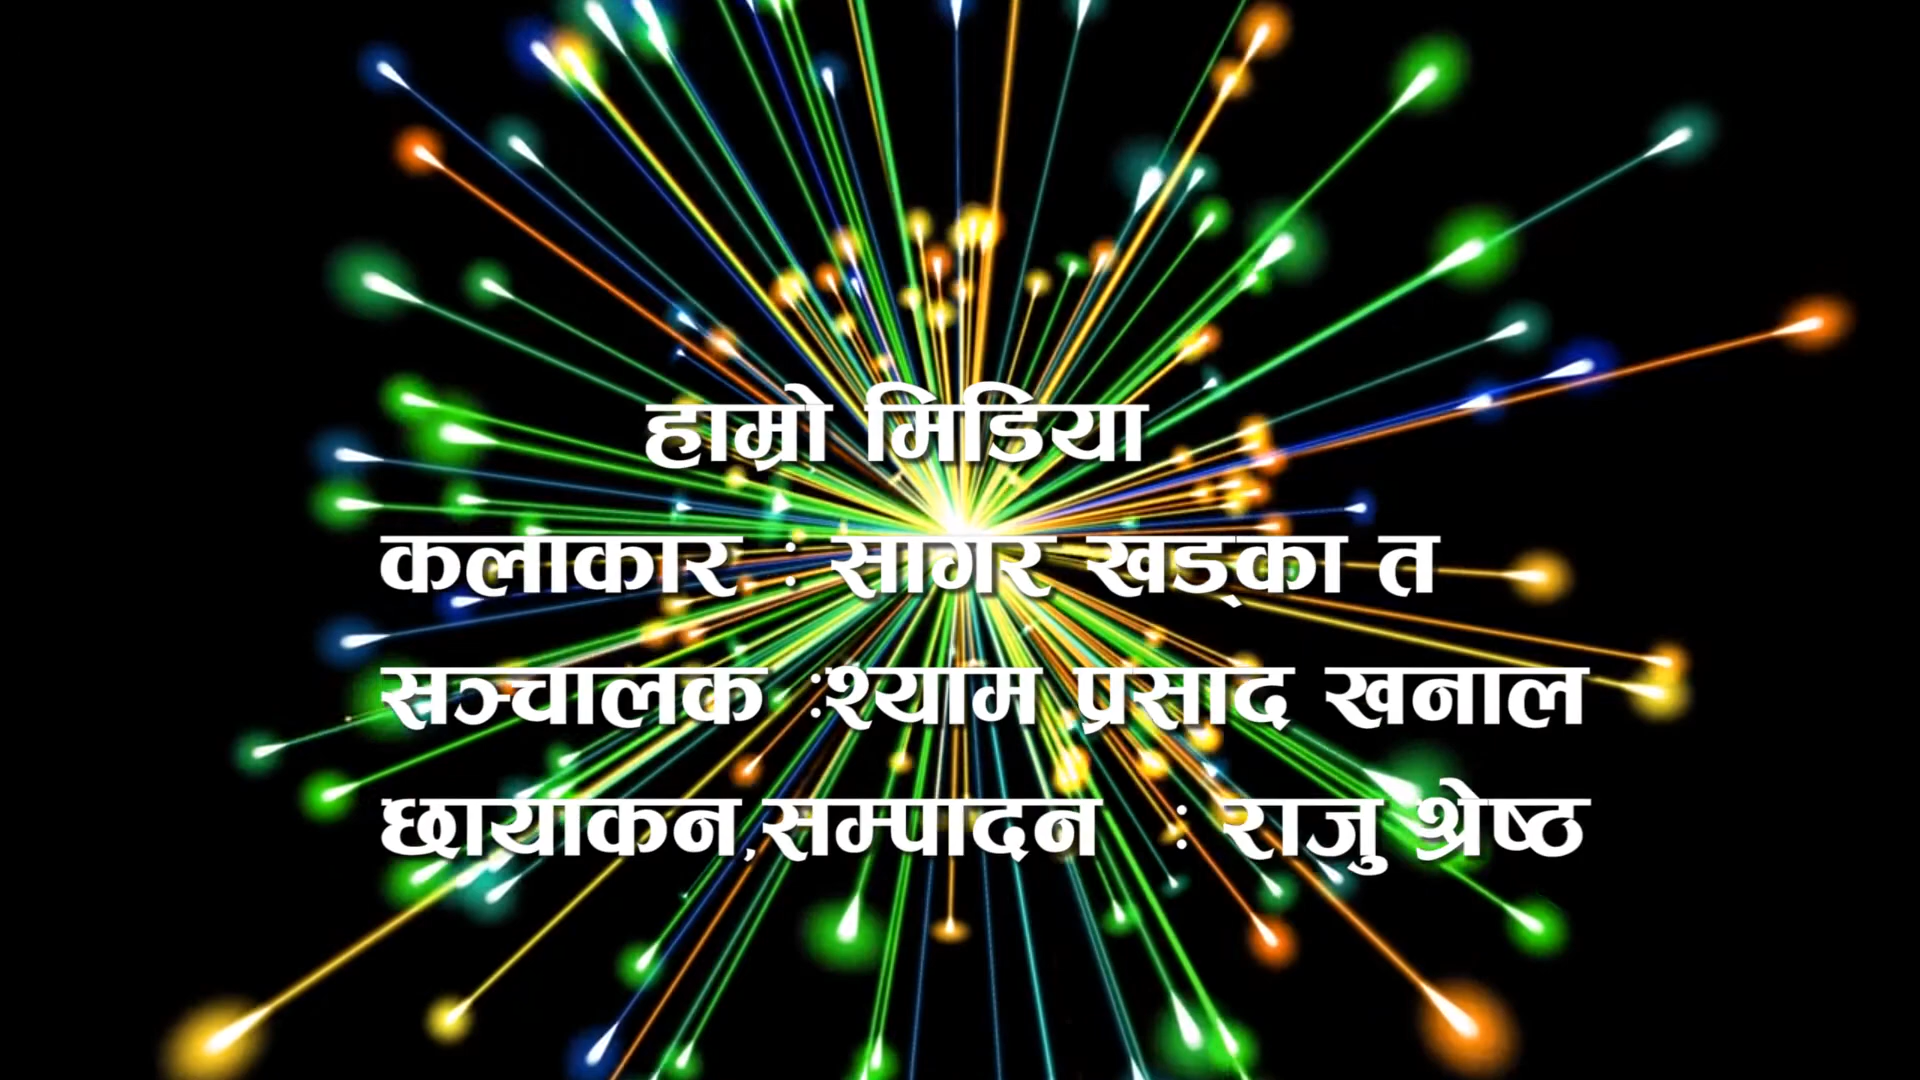 हाम्रो मिडिया
कलाकार : सागर खड्का त
सञ्चालक :श्याम प्रसाद खनाल
छायाकन,सम्पादन : राजु श्रेष्ठ